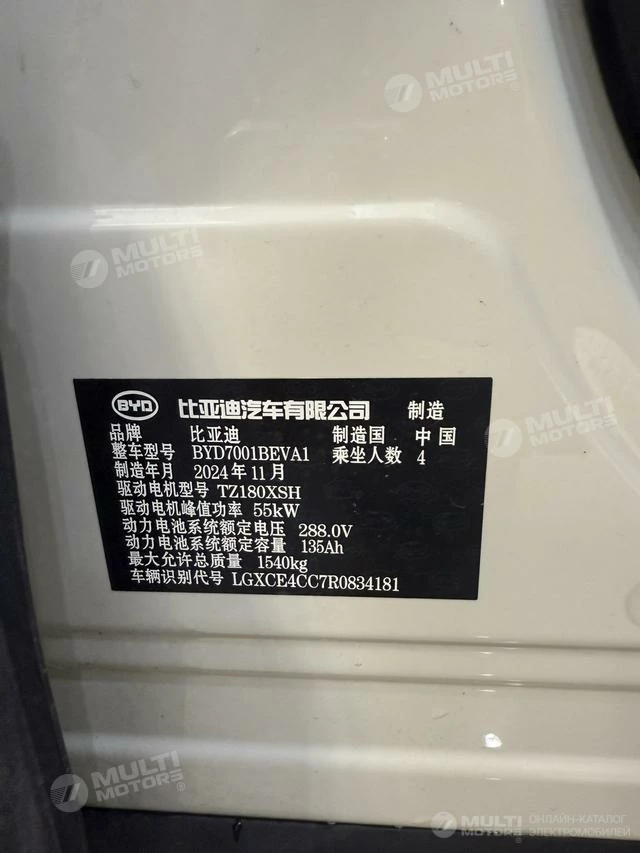 MULTI
MOTORS®
MULTI
MOTORS®
BYD 比亚迪汽车有限公司 制造
品牌 比亚迪 制造国 中国
整车型号 BYD7001BEVA1 乘坐人数 4
制造年月 2024年11月
驱动电机型号 TZ180XSH
驱动电机峰值功率 55kW
动力电池系统额定电压 288.0V
动力电池系统额定容量 135Ah
最大允许总质量 1540kg
车辆识别代号 LGXCE4CC7R0834181
MULTI
MOTORS®
MULTI
MOTORS®
ОНЛАЙН-КАТАЛОГ
ЭЛЕКТРОМОБИЛЕЙ